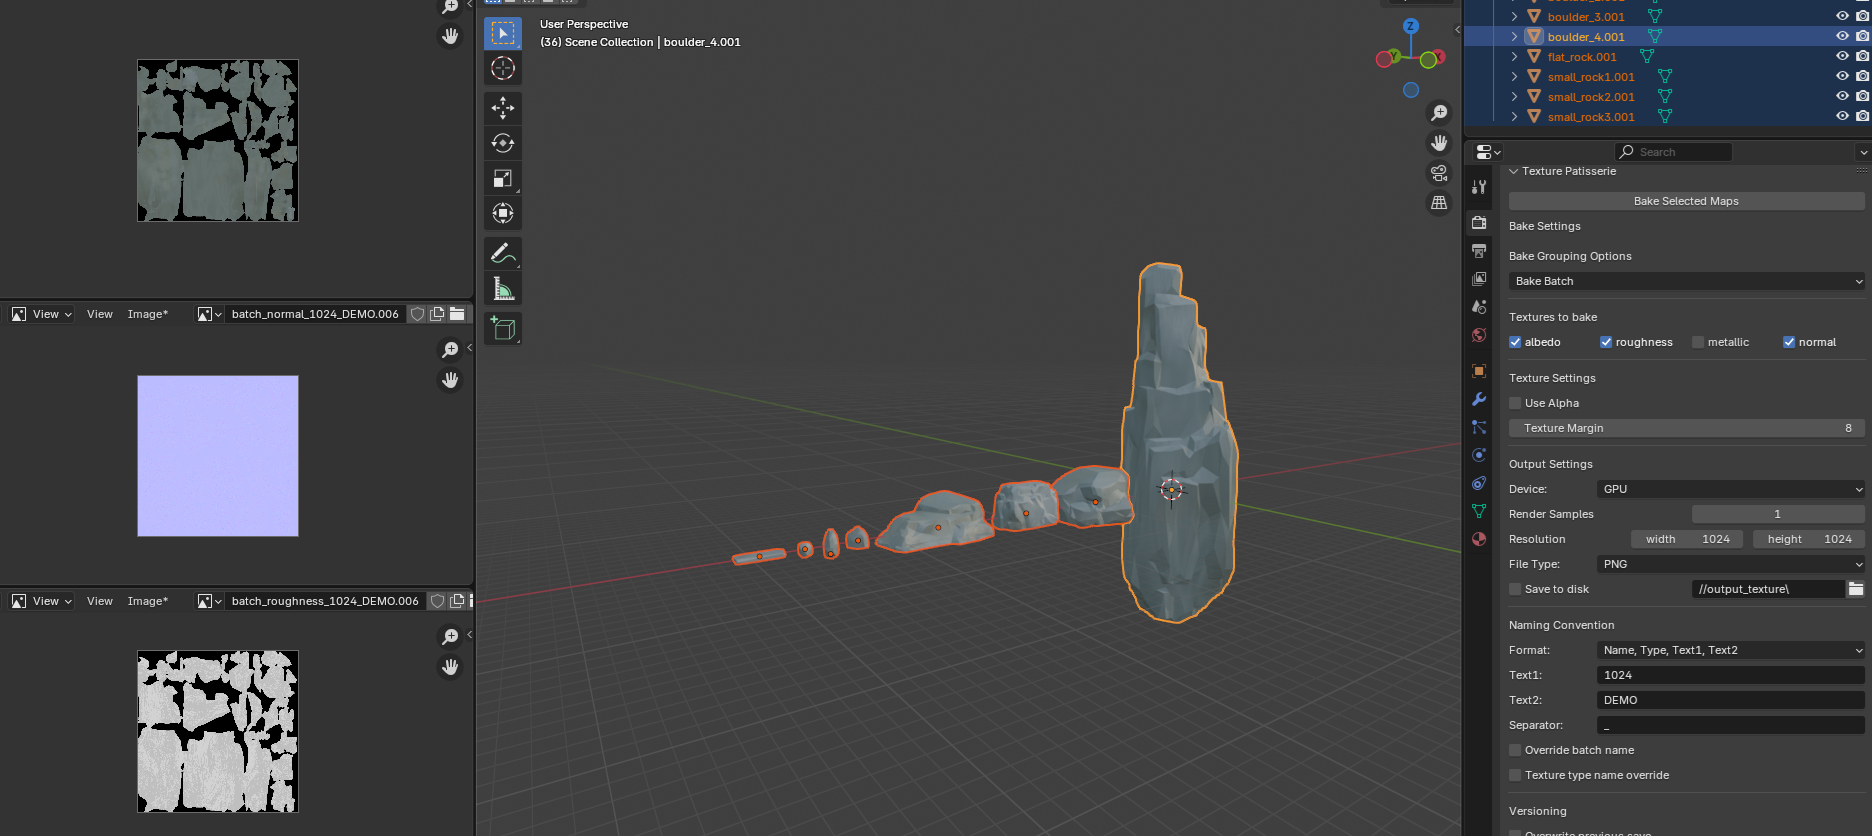 User Perspective
(36) Scene Collection | boulder_4.001
View
View
Image*
batch_normal_1024_DEMO.006
View
View
Image*
batch_roughness_1024_DEMO.006
Z
Y
X
boulder_3.001
boulder_4.001
flat_rock.001
small_rock1.001
small_rock2.001
small_rock3.001
Search
Texture Patisserie
Bake Selected Maps
Bake Settings
Bake Grouping Options
Bake Batch
Textures to bake
albedo
roughness
metallic
normal
Texture Settings
Use Alpha
Texture Margin 8
Output Settings
Device: GPU
Render Samples 1
Resolution width 1024 height 1024
File Type: PNG
Save to disk //output_texture\
Naming Convention
Format: Name, Type, Text1, Text2
Text1: 1024
Text2: DEMO
Separator: _
Override batch name
Texture type name override
Versioning